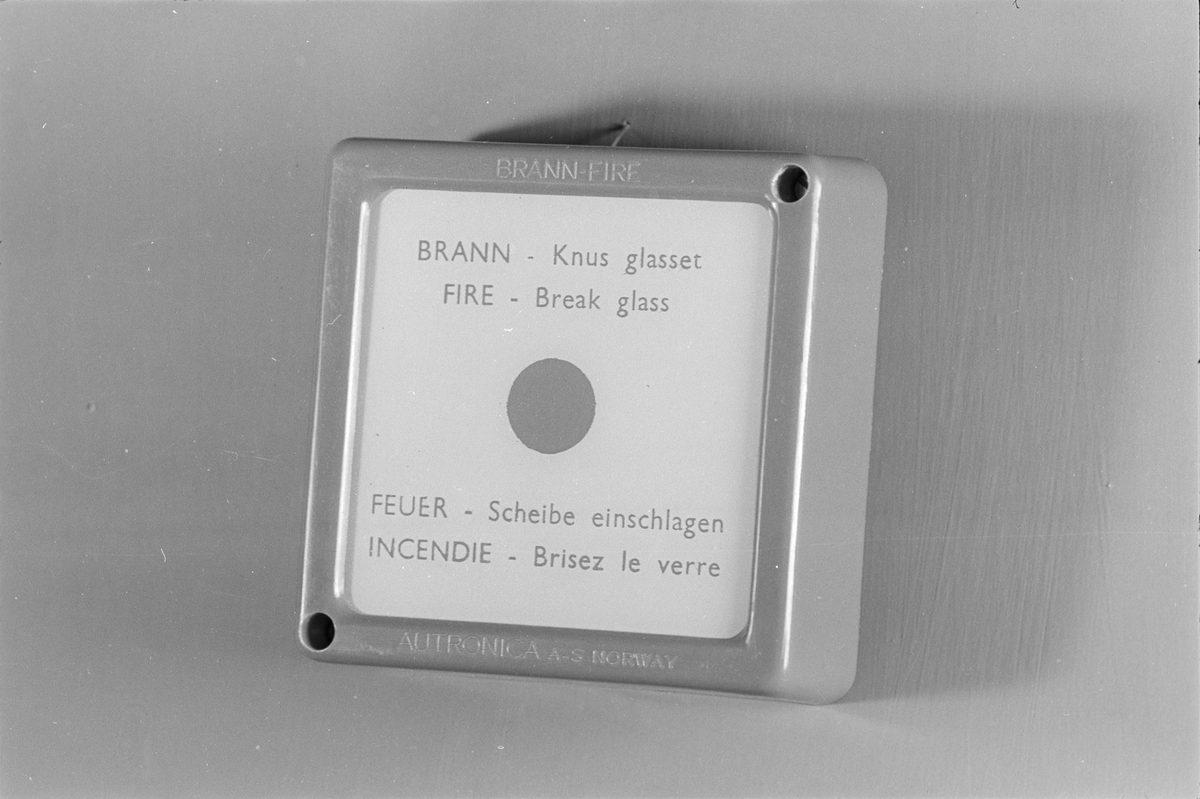 BRANN-FIRE
BRANN - Knus glasset
FIRE - Break glass
FEUER - Scheibe einschlagen
INCENDIE - Brisez le verre
AUTRONICA A-S NORWAY